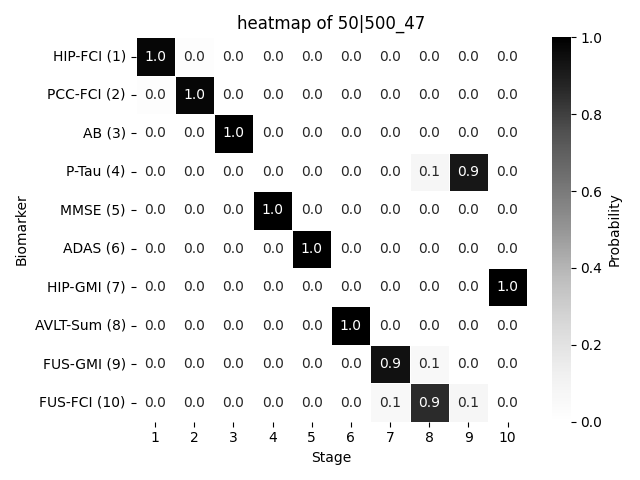 heatmap of 50|500_47
HIP-FCI (1) 1.0 0.0 0.0 0.0 0.0 0.0 0.0 0.0 0.0 0.0
PCC-FCI (2) 0.0 1.0 0.0 0.0 0.0 0.0 0.0 0.0 0.0 0.0
AB (3) 0.0 0.0 1.0 0.0 0.0 0.0 0.0 0.0 0.0 0.0
P-Tau (4) 0.0 0.0 0.0 0.0 0.0 0.0 0.0 0.1 0.9 0.0
MMSE (5) 0.0 0.0 0.0 1.0 0.0 0.0 0.0 0.0 0.0 0.0
ADAS (6) 0.0 0.0 0.0 0.0 1.0 0.0 0.0 0.0 0.0 0.0
HIP-GMI (7) 0.0 0.0 0.0 0.0 0.0 0.0 0.0 0.0 0.0 1.0
AVLT-Sum (8) 0.0 0.0 0.0 0.0 0.0 1.0 0.0 0.0 0.0 0.0
FUS-GMI (9) 0.0 0.0 0.0 0.0 0.0 0.0 0.9 0.1 0.0 0.0
FUS-FCI (10) 0.0 0.0 0.0 0.0 0.0 0.0 0.1 0.9 0.1 0.0
1 2 3 4 5 6 7 8 9 10
Stage
Biomarker
1.0
0.8
0.6
0.4
0.2
0.0
Probability